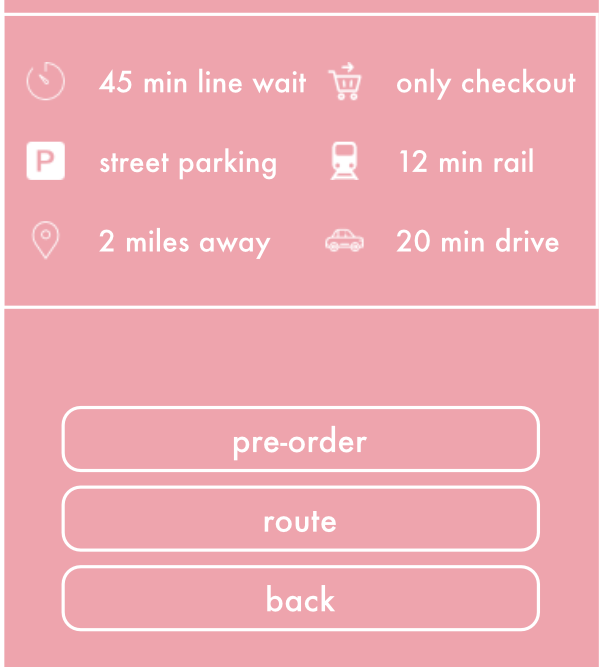 45 min line wait
only checkout
P
street parking
12 min rail
2 miles away
20 min drive
pre-order
route
back